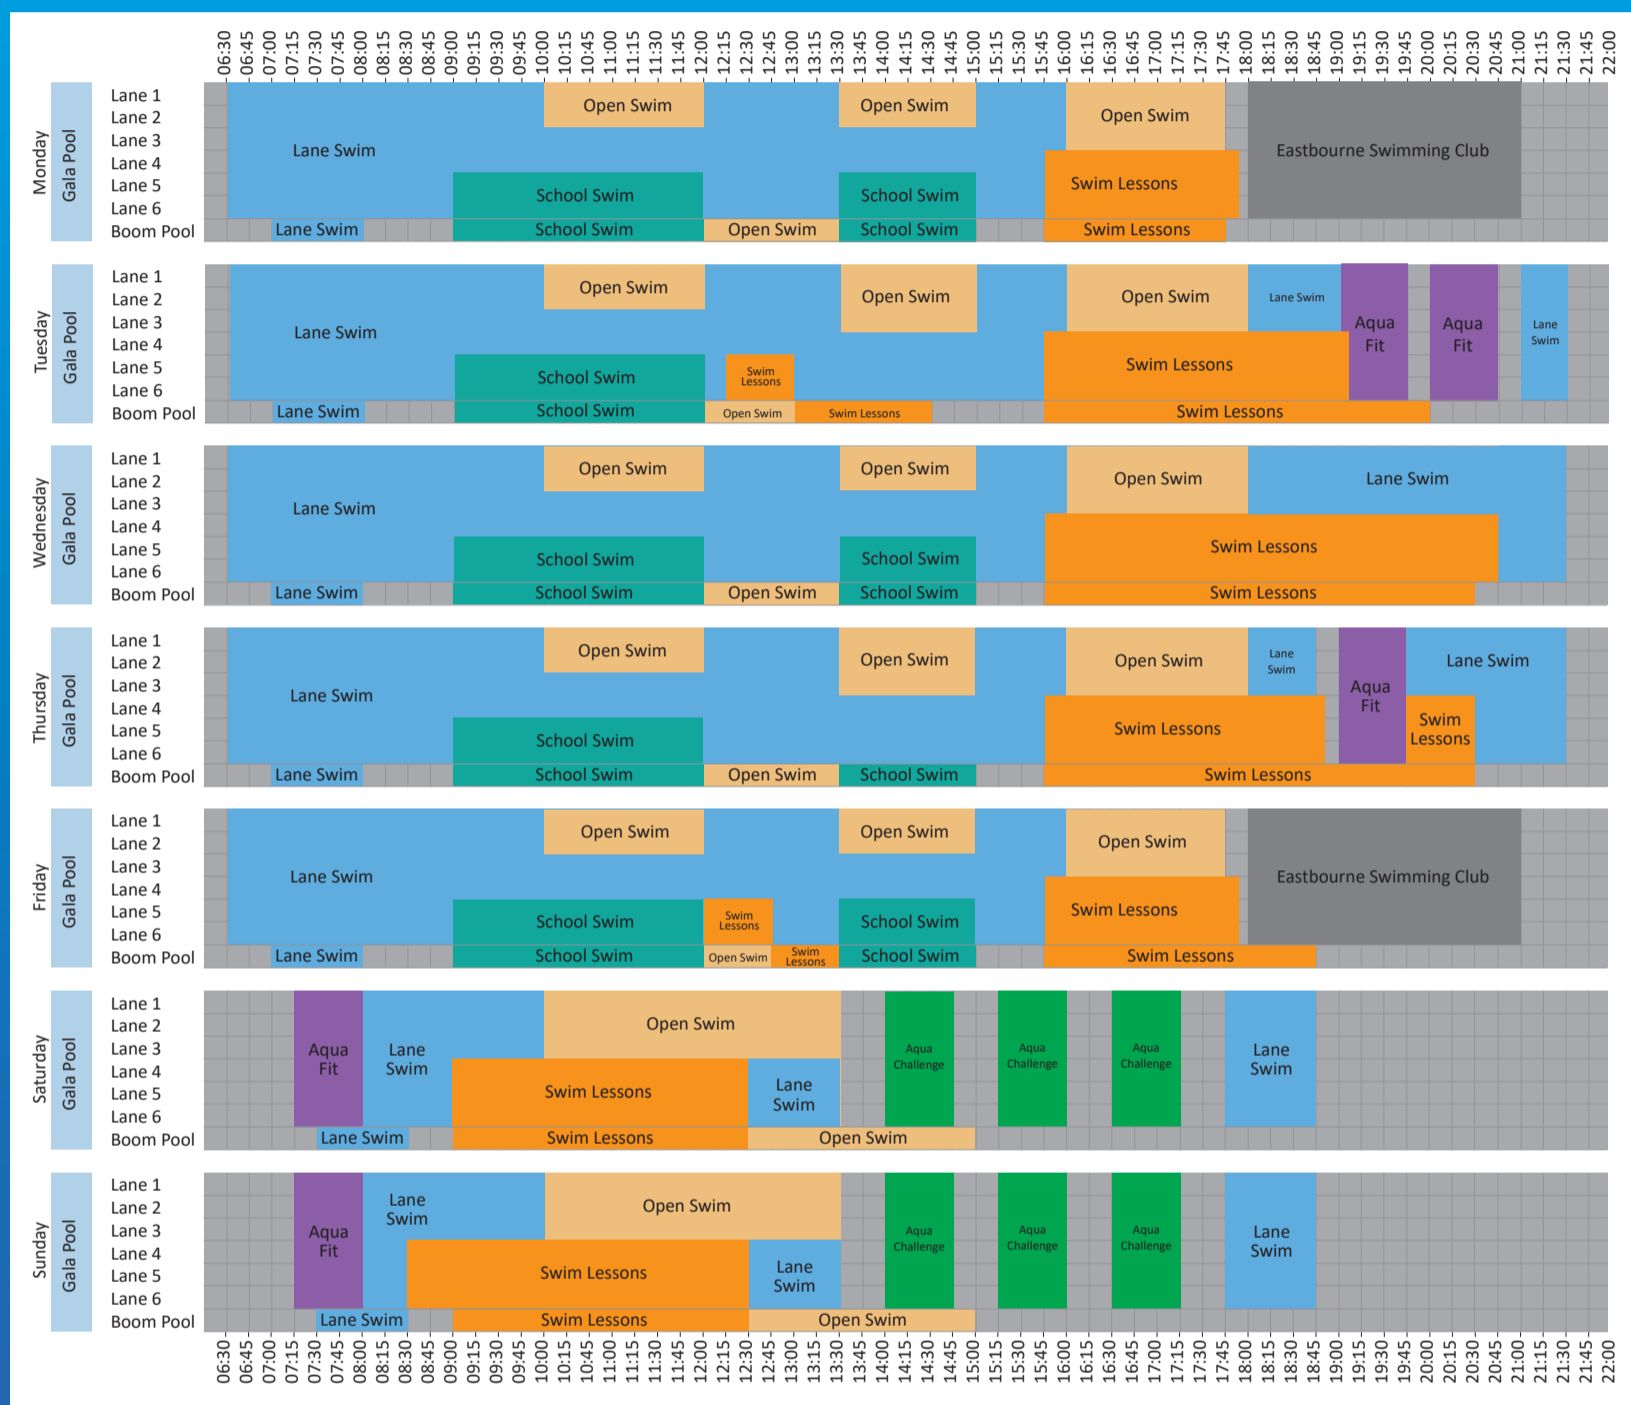 06:30 06:45 07:00 07:15 07:30 07:45 08:00 08:15 08:30 08:45 09:00 09:15 09:30 09:45 10:00 10:15 10:45 11:00 11:15 11:30 11:45 12:00 12:15 12:30 12:45 13:00 13:15 13:30 13:45 14:00 14:15 14:30 14:45 15:00 15:15 15:30 15:45 16:00 16:15 16:30 16:45 17:00 17:15 17:30 17:45 18:00 18:15 18:30 18:45 19:00 19:15 19:30 19:45 20:00 20:15 20:30 20:45 21:00 21:15 21:30 21:45 22:00
Monday
Gala Pool
Lane 1
Lane 2
Lane 3
Lane 4
Lane 5
Lane 6
Boom Pool
Lane Swim
Open Swim
Open Swim
Open Swim
Eastbourne Swimming Club
School Swim
School Swim
Swim Lessons
Lane Swim
School Swim
Open Swim
School Swim
Swim Lessons
Tuesday
Gala Pool
Lane 1
Lane 2
Lane 3
Lane 4
Lane 5
Lane 6
Boom Pool
Lane Swim
Open Swim
Open Swim
Open Swim
Lane Swim
Aqua
Fit
Aqua
Fit
Lane
Swim
School Swim
Swim
Lessons
Swim Lessons
Lane Swim
School Swim
Open Swim
Swim Lessons
Swim Lessons
Wednesday
Gala Pool
Lane 1
Lane 2
Lane 3
Lane 4
Lane 5
Lane 6
Boom Pool
Lane Swim
Open Swim
Open Swim
Open Swim
Lane Swim
School Swim
School Swim
Swim Lessons
Lane Swim
School Swim
Open Swim
School Swim
Swim Lessons
Thursday
Gala Pool
Lane 1
Lane 2
Lane 3
Lane 4
Lane 5
Lane 6
Boom Pool
Lane Swim
Open Swim
Open Swim
Open Swim
Lane
Swim
Aqua
Fit
Lane Swim
School Swim
Swim Lessons
Swim
Lessons
Lane Swim
School Swim
Open Swim
School Swim
Swim Lessons
Friday
Gala Pool
Lane 1
Lane 2
Lane 3
Lane 4
Lane 5
Lane 6
Boom Pool
Lane Swim
Open Swim
Open Swim
Open Swim
Eastbourne Swimming Club
School Swim
Swim
Lessons
School Swim
Swim Lessons
Lane Swim
School Swim
Open Swim
Swim
Lessons
School Swim
Swim Lessons
Saturday
Gala Pool
Lane 1
Lane 2
Lane 3
Lane 4
Lane 5
Lane 6
Boom Pool
Aqua
Fit
Lane
Swim
Open Swim
Swim Lessons
Lane
Swim
Aqua
Challenge
Aqua
Challenge
Aqua
Challenge
Lane
Swim
Lane Swim
Swim Lessons
Open Swim
Sunday
Gala Pool
Lane 1
Lane 2
Lane 3
Lane 4
Lane 5
Lane 6
Boom Pool
Aqua
Fit
Lane
Swim
Open Swim
Swim Lessons
Lane
Swim
Aqua
Challenge
Aqua
Challenge
Aqua
Challenge
Lane
Swim
Lane Swim
Swim Lessons
Open Swim
06:30 06:45 07:00 07:15 07:30 07:45 08:00 08:15 08:30 08:45 09:00 09:15 09:30 09:45 10:00 10:15 10:45 11:00 11:15 11:30 11:45 12:00 12:15 12:30 12:45 13:00 13:15 13:30 13:45 14:00 14:15 14:30 14:45 15:00 15:15 15:30 15:45 16:00 16:15 16:30 16:45 17:00 17:15 17:30 17:45 18:00 18:15 18:30 18:45 19:00 19:15 19:30 19:45 20:00 20:15 20:30 20:45 21:00 21:15 21:30 21:45 22:00